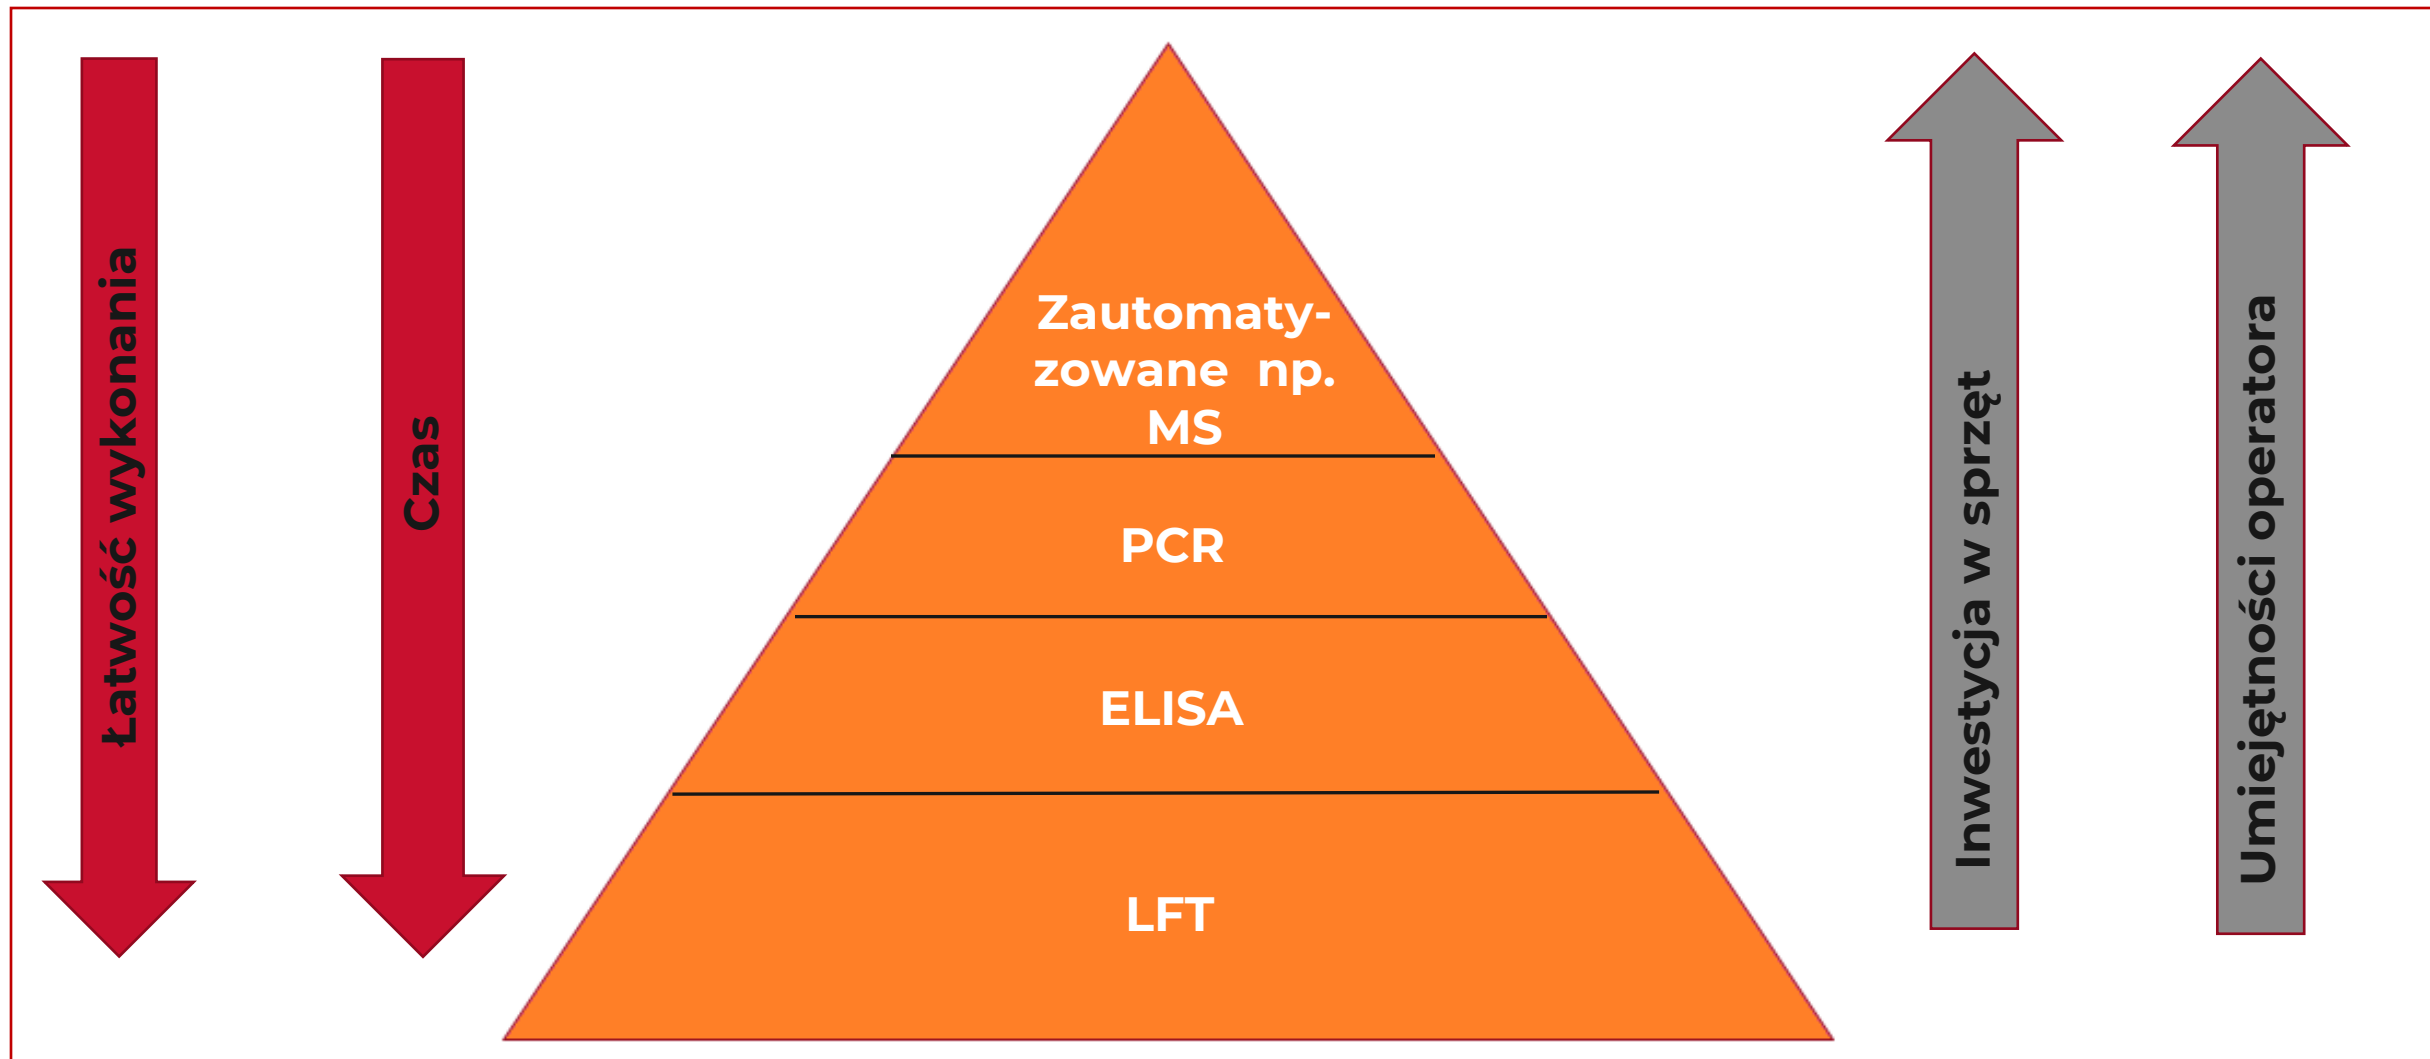 Łatwość wykonania
Czas
Zautomaty-
zowane np.
MS
PCR
ELISA
LFT
Inwestycja w sprzęt
Umiejętności operatora